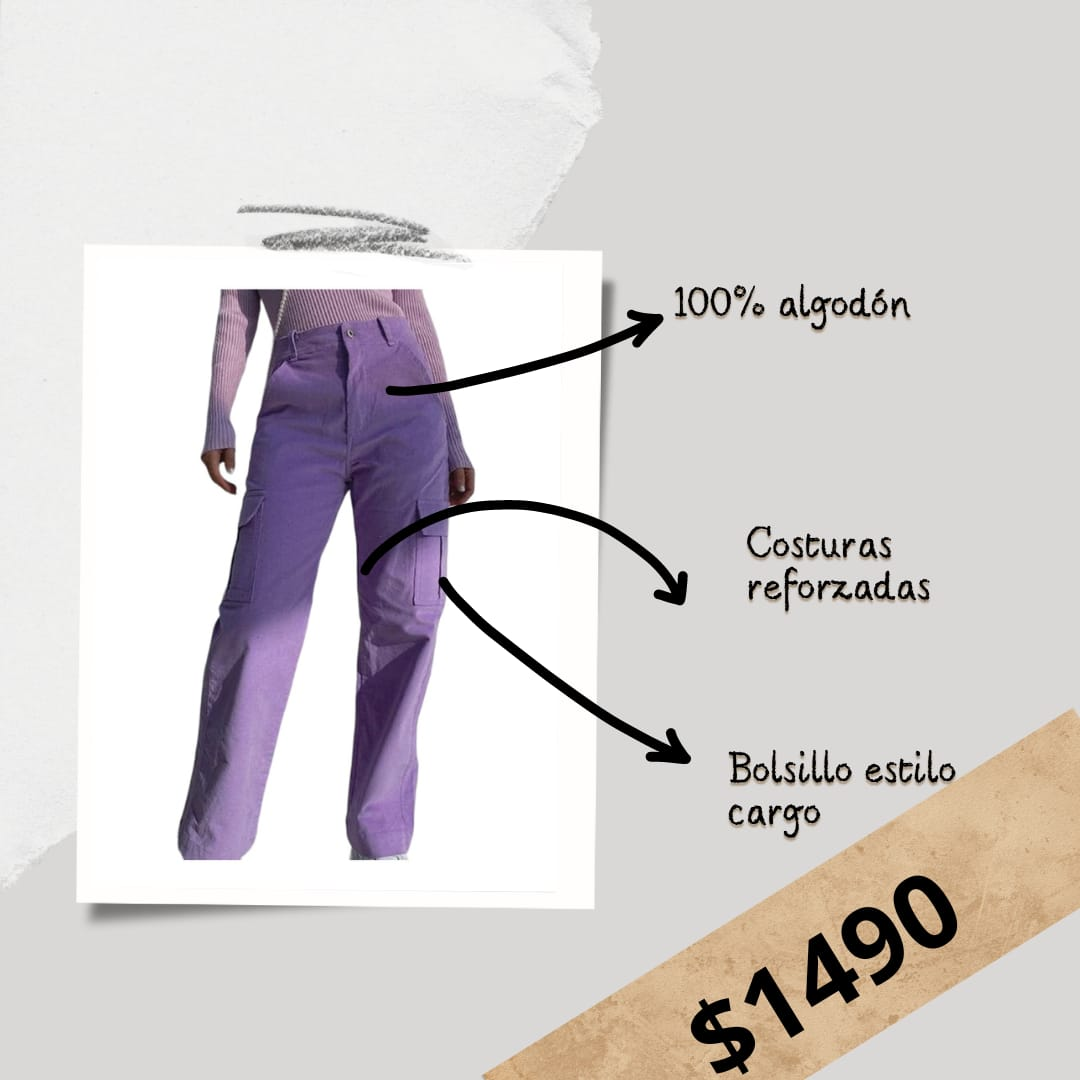 100% algodón
Costuras
reforzadas
Bolsillo estilo
cargo
$1490